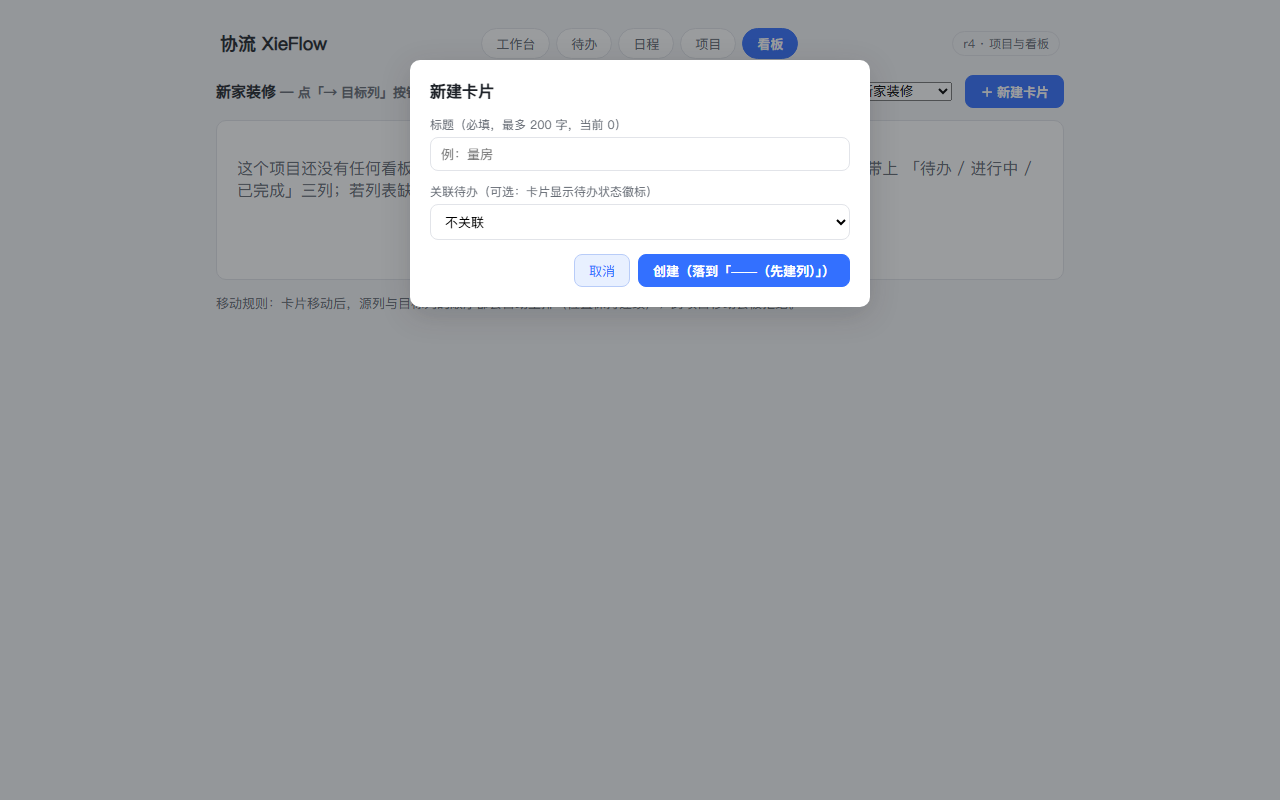 协流 XieFlow
工作台
待办
日程
项目
看板
r4 · 项目与看板
新家装修 — 点「→ 目标列」按
家装修
＋ 新建卡片
这个项目还没有任何看板
带上 「待办 / 进行中 /
已完成」三列；若列表缺
新建卡片
标题（必填，最多 200 字，当前 0）
例：量房
关联待办（可选：卡片显示待办状态徽标）
不关联
取消
创建（落到「——（先建列）」）
移动规则：卡片移动后，源列与目